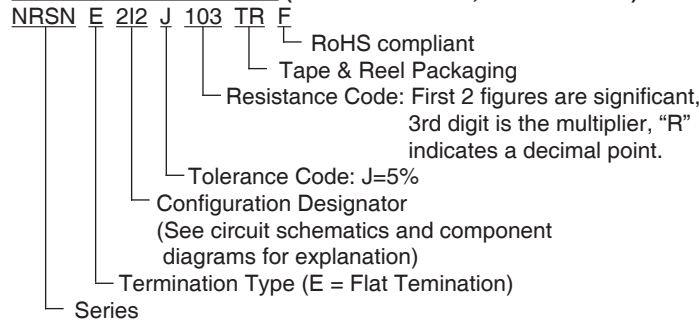 NRSN E 2I2 J 103 TR F
RoHS compliant
Tape & Reel Packaging
Resistance Code: First 2 figures are significant,
3rd digit is the multiplier, “R”
indicates a decimal point.
Tolerance Code: J=5%
Configuration Designator
(See circuit schematics and component
diagrams for explanation)
Termination Type (E = Flat Temination)
Series